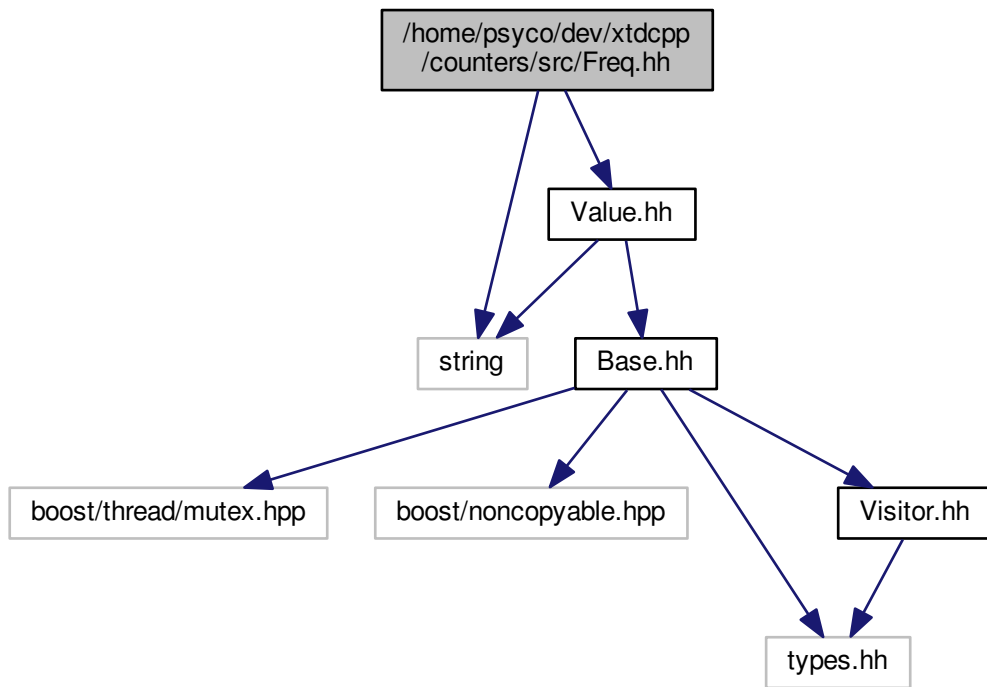 /home/psyco/dev/xtdcpp
/counters/src/Freq.hh
Value.hh
string
Base.hh
boost/thread/mutex.hpp
boost/noncopyable.hpp
Visitor.hh
types.hh